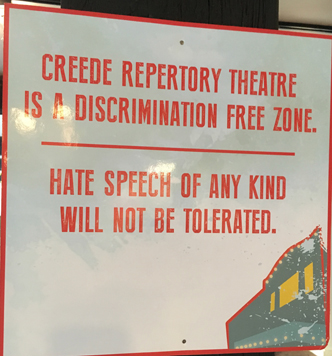 CREEDE REPERTORY THEATRE
IS A DISCRIMINATION FREE ZONE.
HATE SPEECH OF ANY KIND
WILL NOT BE TOLERATED.